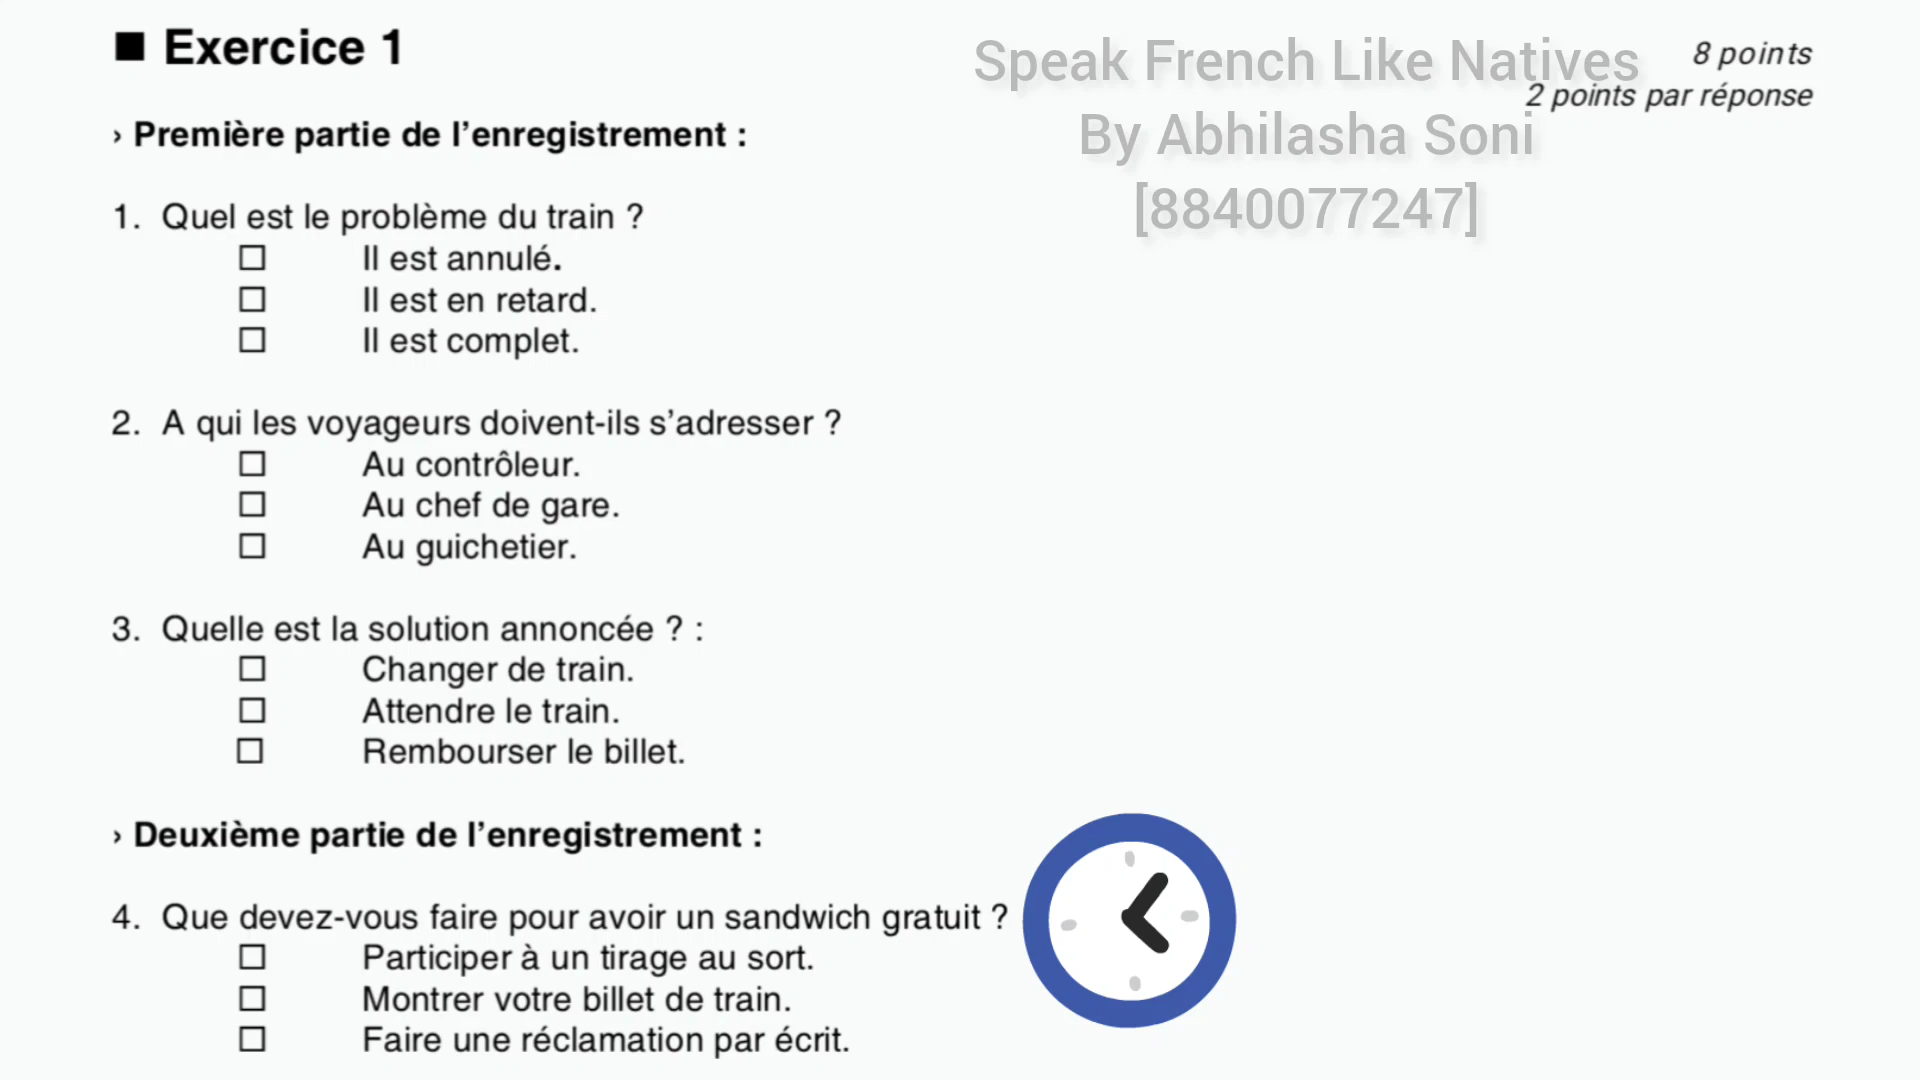 ■ Exercice 1
8 points
2 points par réponse
Speak French Like Natives
By Abhilasha Soni
[8840077247]
› Première partie de l’enregistrement :
1. Quel est le problème du train ?
☐ Il est annulé.
☐ Il est en retard.
☐ Il est complet.
2. A qui les voyageurs doivent-ils s’adresser ?
☐ Au contrôleur.
☐ Au chef de gare.
☐ Au guichetier.
3. Quelle est la solution annoncée ? :
☐ Changer de train.
☐ Attendre le train.
☐ Rembourser le billet.
› Deuxième partie de l’enregistrement :
4. Que devez-vous faire pour avoir un sandwich gratuit ?
☐ Participer à un tirage au sort.
☐ Montrer votre billet de train.
☐ Faire une réclamation par écrit.